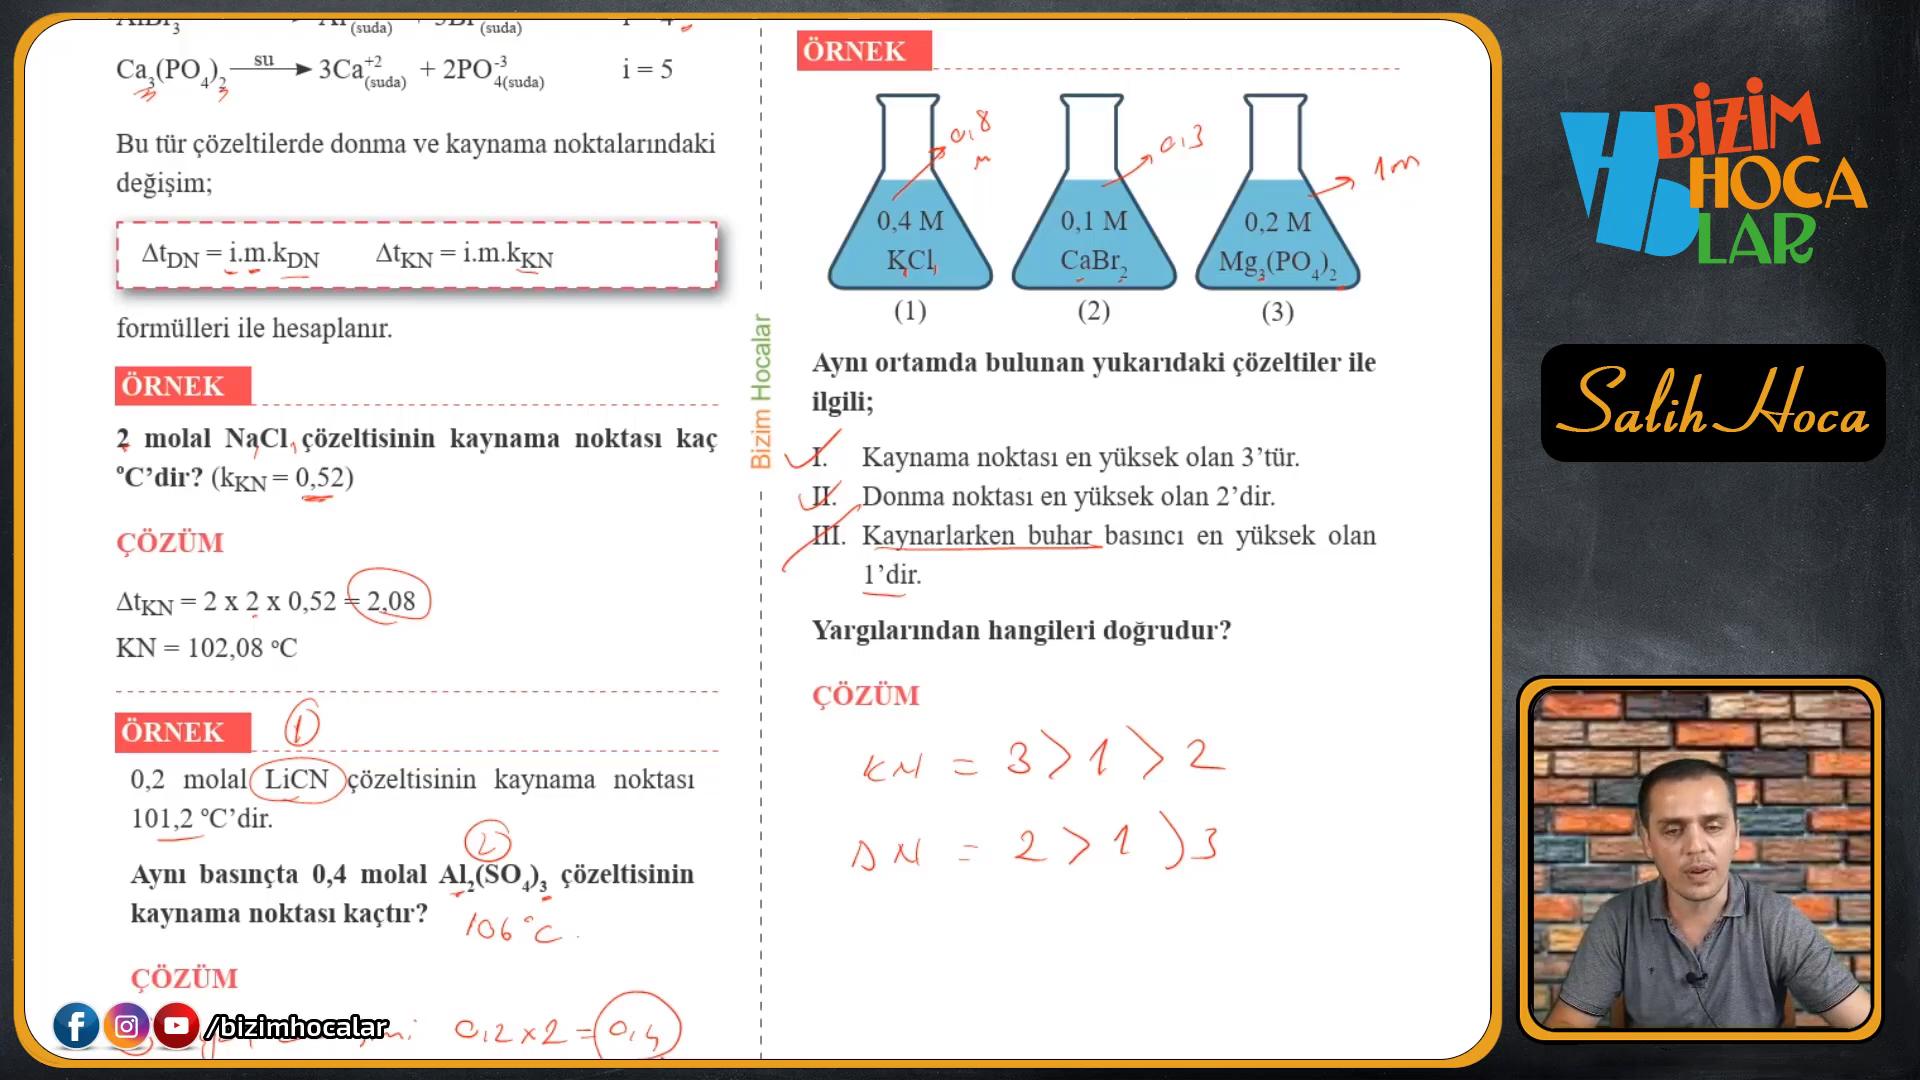 Ca3(PO4)2 su → 3Ca+2(suda) + 2PO-34(suda) i = 5
Bu tür çözeltilerde donma ve kaynama noktalarındaki
değişim;
ΔtDN = i.m.kDN ΔtKN = i.m.kKN
formülleri ile hesaplanır.
ÖRNEK
2 molal NaCl çözeltisinin kaynama noktası kaç
°C'dir? (kKN = 0,52)
ÇÖZÜM
ΔtKN = 2 x 2 x 0,52 = 2,08
KN = 102,08 °C
ÖRNEK
1
0,2 molal LiCN çözeltisinin kaynama noktası
101,2 °C'dir.
2
Aynı basınçta 0,4 molal Al2(SO4)3 çözeltisinin
kaynama noktası kaçtır?
106°C
ÇÖZÜM
0,2 x 2 = 0,4
/bizimhocalar
Bizim Hocalar
ÖRNEK
0,8 m
0,3
1m
0,4 M
KCl
(1)
0,1 M
CaBr2
(2)
0,2 M
Mg3(PO4)2
(3)
Aynı ortamda bulunan yukarıdaki çözeltiler ile
ilgili;
I. Kaynama noktası en yüksek olan 3'tür.
II. Donma noktası en yüksek olan 2'dir.
III. Kaynarlarken buhar basıncı en yüksek olan
1'dir.
Yargılarından hangileri doğrudur?
ÇÖZÜM
KN = 3 > 1 > 2
DN = 2 > 1 > 3
BİZİM
HOCA
LAR
Salih Hoca